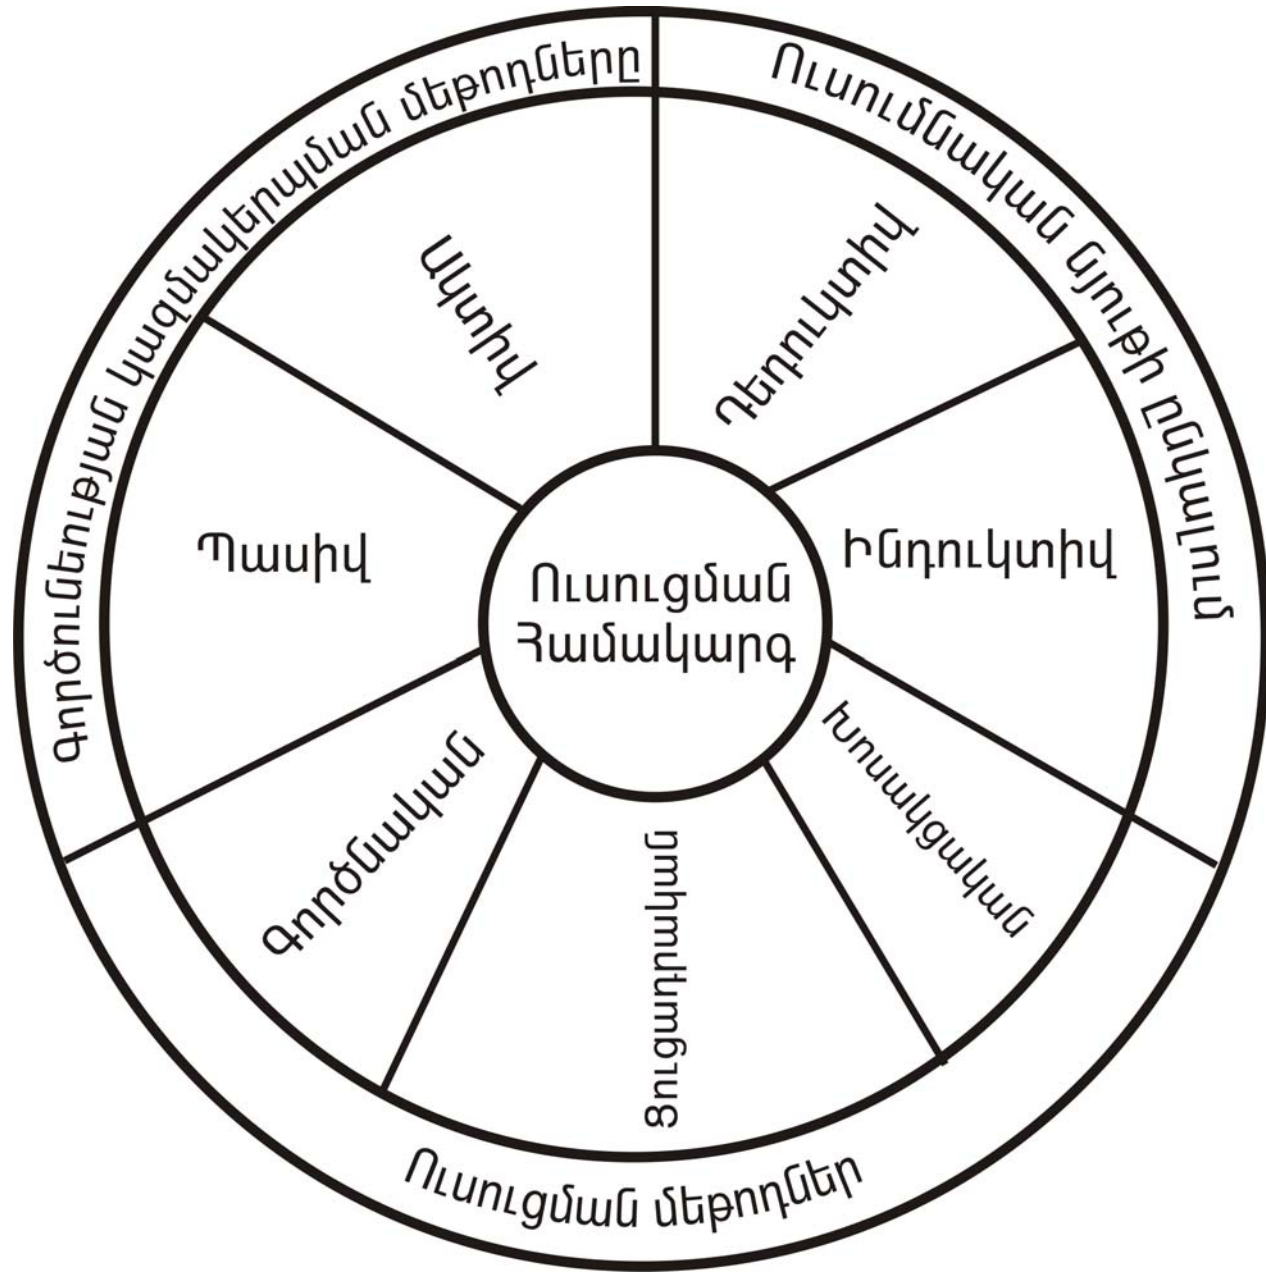 Գործունեության կազմակերպման մեթոդները
Ուսումնական նյութի ընկալում
Ակտիվ
Դեդուկտիվ
Պասիվ
Ինդուկտիվ
Ուսուցման
Համակարգ
Գործնական
Ցուցադրական
Խոսակցական
Ուսուցման մեթոդներ